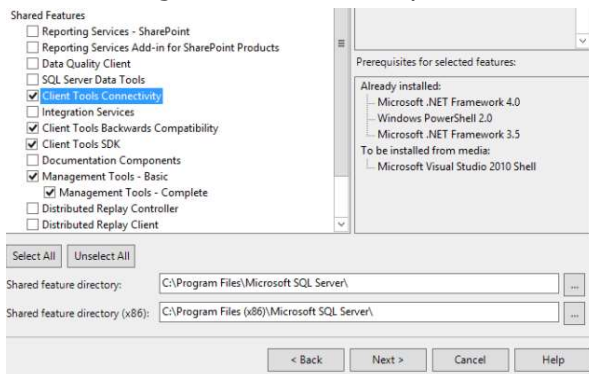 Shared Features
Reporting Services - SharePoint
Reporting Services Add-in for SharePoint Products
Data Quality Client
SQL Server Data Tools
Client Tools Connectivity
Integration Services
Client Tools Backwards Compatibility
Client Tools SDK
Documentation Components
Management Tools - Basic
Management Tools - Complete
Distributed Replay Controller
Distributed Replay Client
Prerequisites for selected features:
Already installed:
Microsoft .NET Framework 4.0
Windows PowerShell 2.0
Microsoft .NET Framework 3.5
To be installed from media:
Microsoft Visual Studio 2010 Shell
Select All Unselect All
Shared feature directory: C:\Program Files\Microsoft SQL Server\ ...
Shared feature directory (x86): C:\Program Files (x86)\Microsoft SQL Server\ ...
< Back Next > Cancel Help